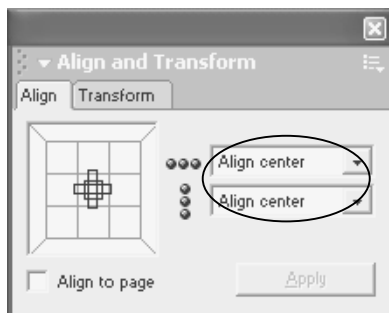 Align and Transform
Align Transform
Align center
Align center
Align to page Apply